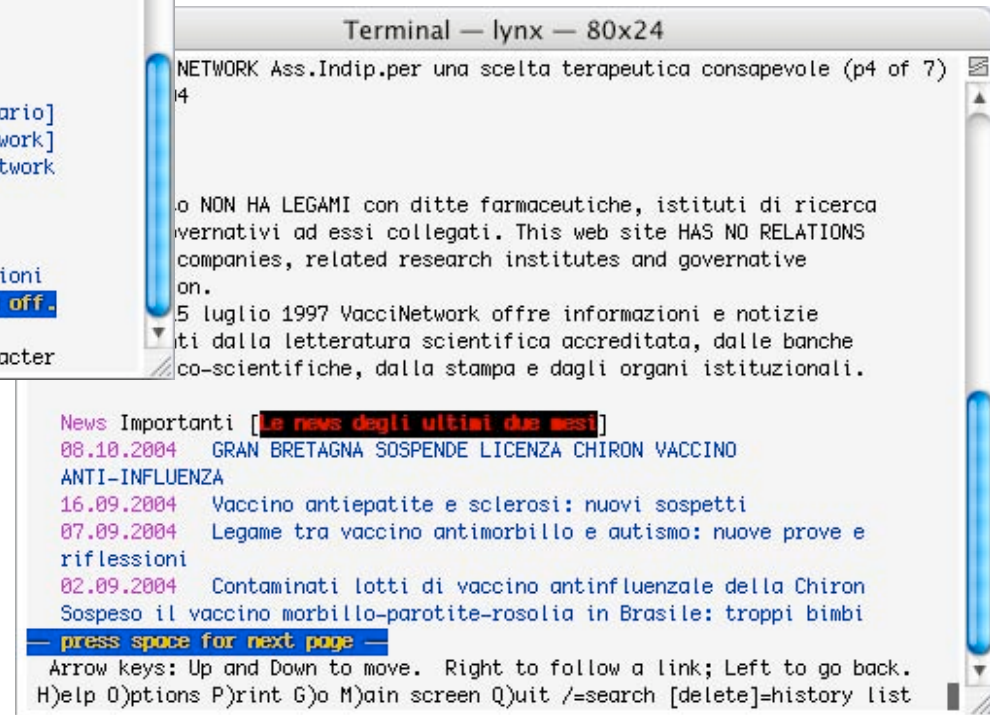 Terminal — lynx — 80x24
NETWORK Ass.Indip.per una scelta terapeutica consapevole (p4 of 7)
o NON HA LEGAMI con ditte farmaceutiche, istituti di ricerca
vernativi ad essi collegati. This web site HAS NO RELATIONS
companies, related research institutes and governative
on.
5 luglio 1997 VacciNetwork offre informazioni e notizie
ti dalla letteratura scientifica accreditata, dalle banche
co-scientifiche, dalla stampa e dagli organi istituzionali.
News Importanti [Le news degli ultimi due mesi]
08.10.2004 GRAN BRETAGNA SOSPENDE LICENZA CHIRON VACCINO
ANTI-INFLUENZA
16.09.2004 Vaccino antiepatite e sclerosi: nuovi sospetti
07.09.2004 Legame tra vaccino antimorbillo e autismo: nuove prove e
riflessioni
02.09.2004 Contaminati lotti di vaccino antinfluenzale della Chiron
Sospeso il vaccino morbillo-parotite-rosolia in Brasile: troppi bimbi
— press space for next page —
Arrow keys: Up and Down to move. Right to follow a link; Left to go back.
H)elp O)ptions P)rint G)o M)ain screen Q)uit /=search [delete]=history list
ario]
work]
twork
ioni
off.
acter